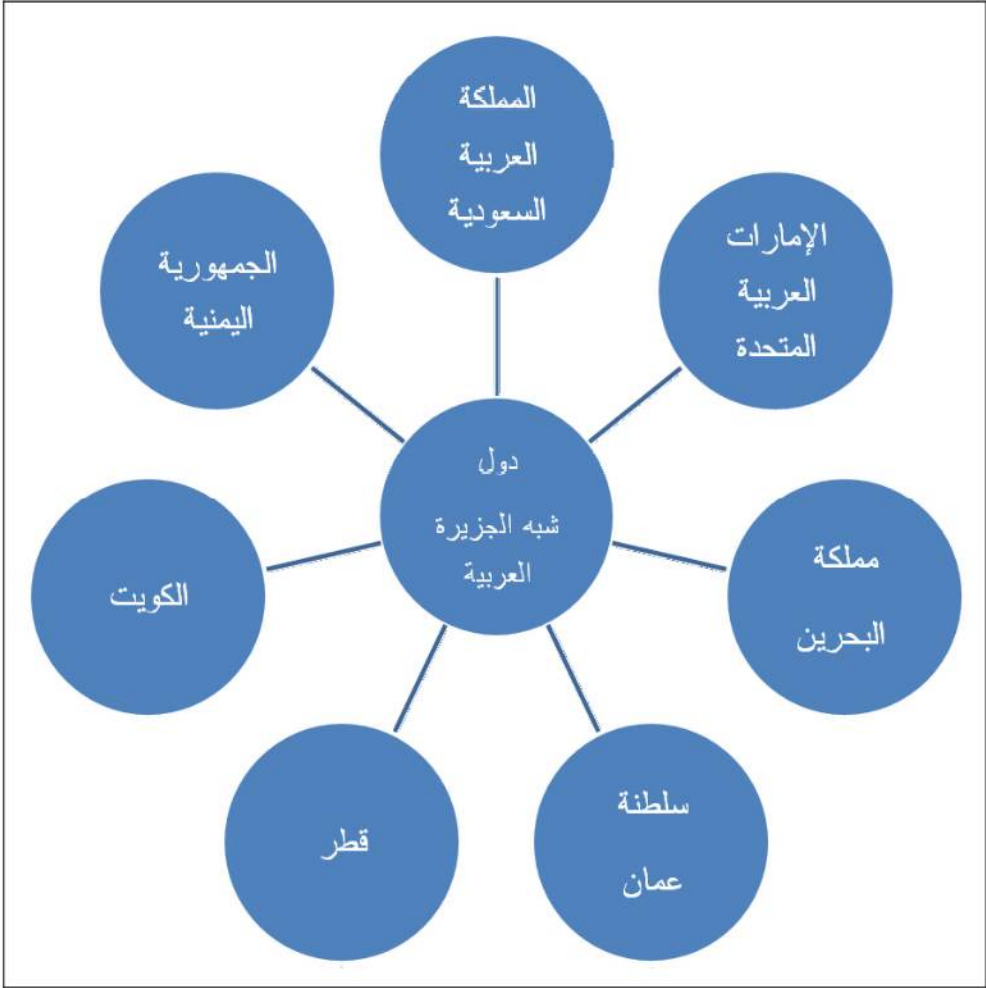 المملكة
العربية
السعودية
الإمارات
العربية
المتحدة
مملكة
البحرين
سلطنة
عمان
قطر
الكويت
الجمهورية
اليمنية
دول
شبه الجزيرة
العربية